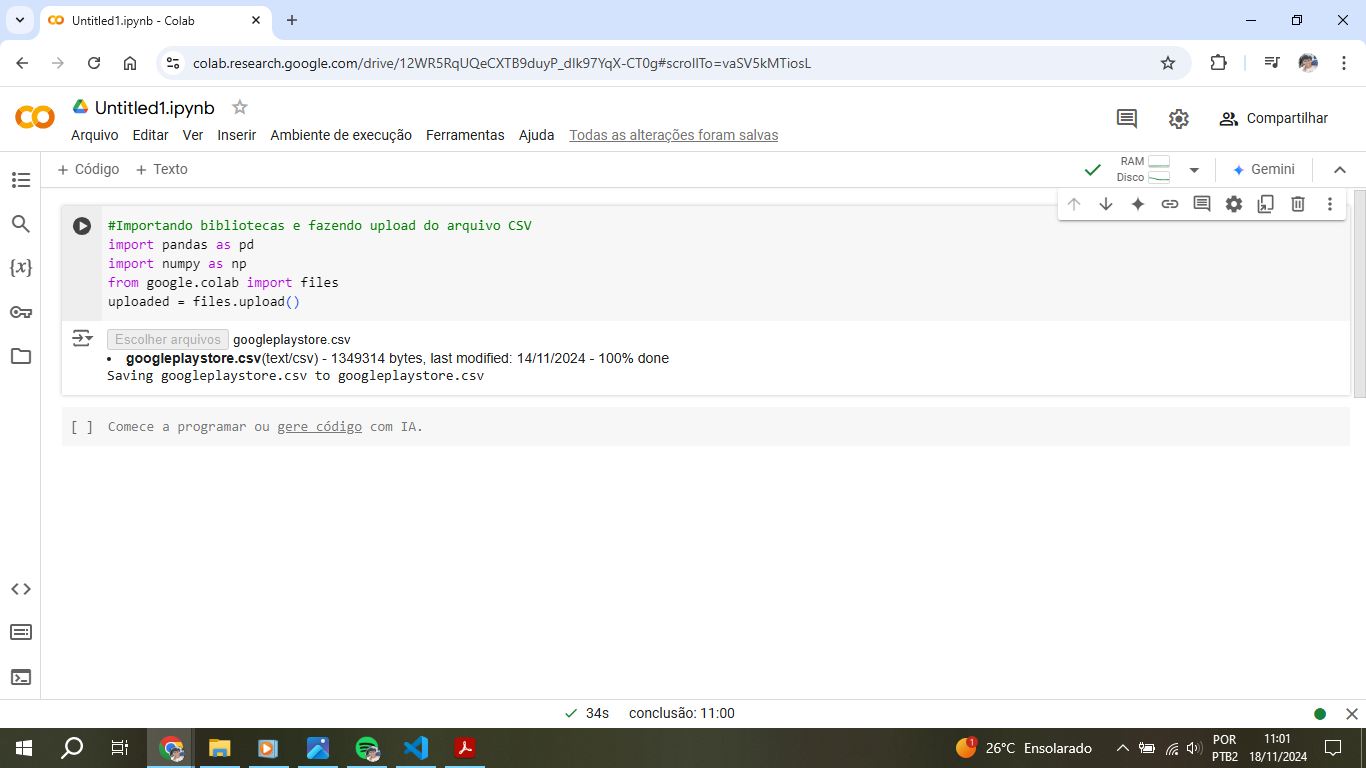 Untitled1.ipynb - Colab
colab.research.google.com/drive/12WR5RqUQeCXTB9duyP_dIk97YqX-CT0g#scrollTo=vaSV5kMTiosL
Untitled1.ipynb
Arquivo Editar Ver Inserir Ambiente de execução Ferramentas Ajuda Todas as alterações foram salvas
Compartilhar
+ Código + Texto
RAM
Disco
Gemini
#Importando bibliotecas e fazendo upload do arquivo CSV
import pandas as pd
import numpy as np
from google.colab import files
uploaded = files.upload()
Escolher arquivos googleplaystore.csv
• googleplaystore.csv(text/csv) - 1349314 bytes, last modified: 14/11/2024 - 100% done
Saving googleplaystore.csv to googleplaystore.csv
[ ] Comece a programar ou gere código com IA.
{x}
34s conclusão: 11:00
1
26°C Ensolarado
POR
PTB2
11:01
18/11/2024